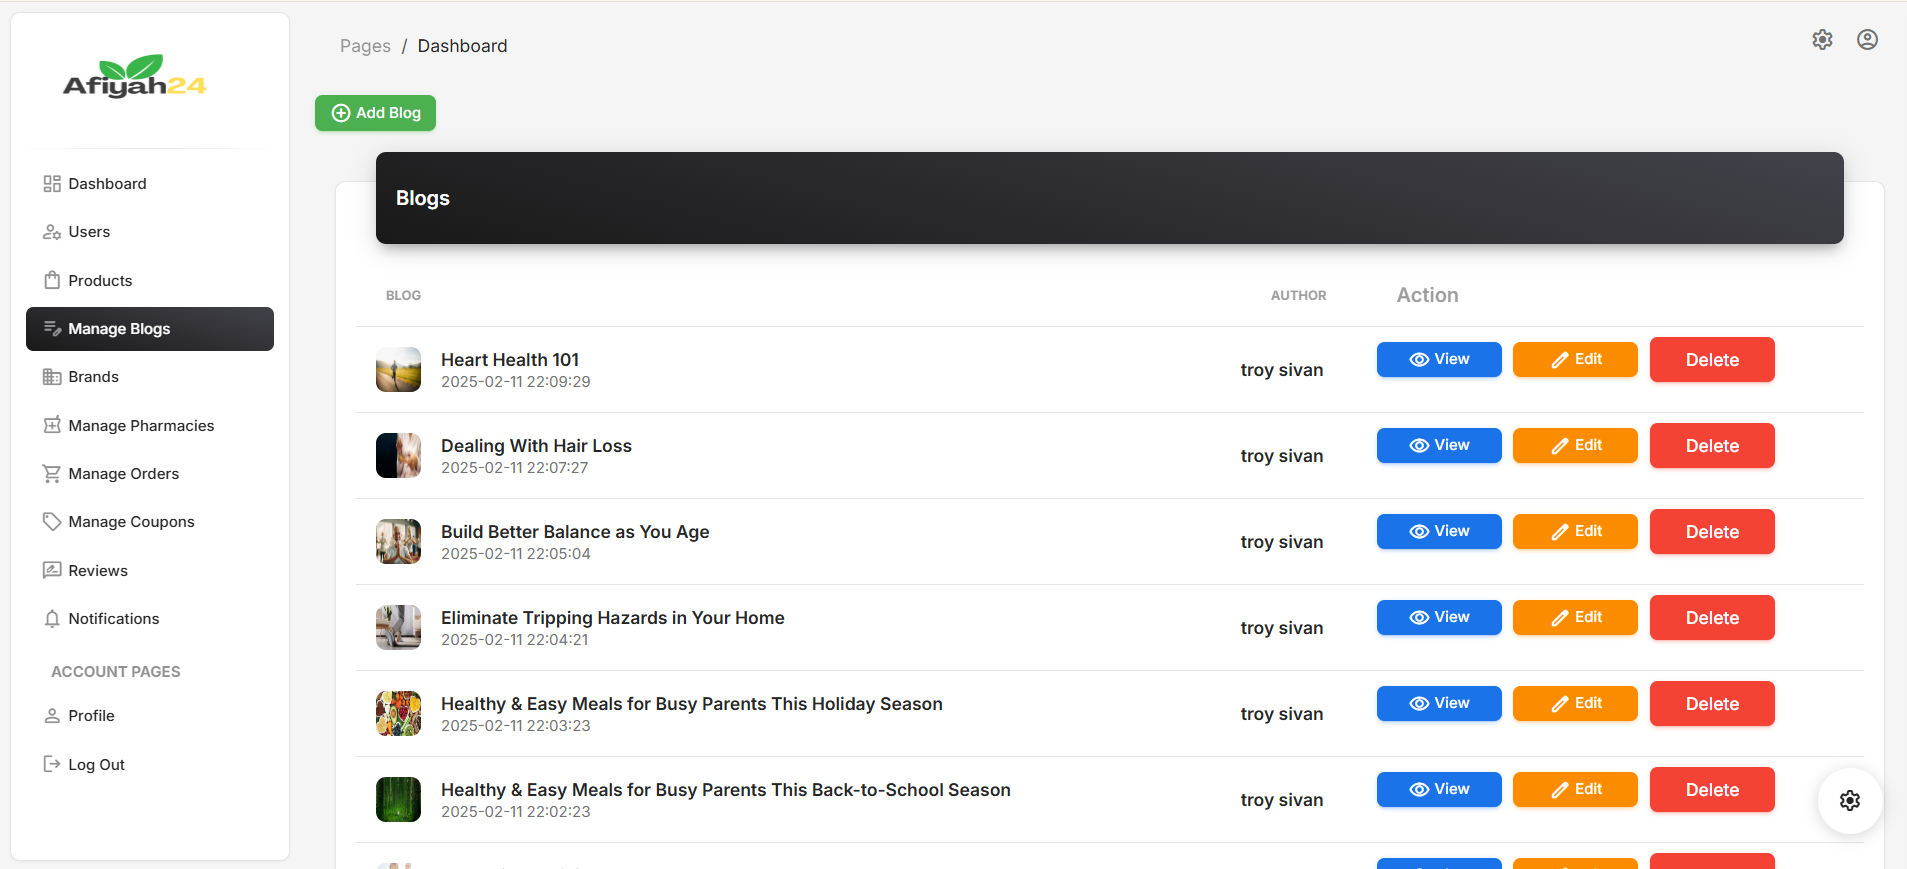 Afiyah24
Dashboard
Users
Products
Manage Blogs
Brands
Manage Pharmacies
Manage Orders
Manage Coupons
Reviews
Notifications
ACCOUNT PAGES
Profile
Log Out
Pages / Dashboard
Add Blog
Blogs
BLOG AUTHOR Action
Heart Health 101
2025-02-11 22:09:29
troy sivan View Edit Delete
Dealing With Hair Loss
2025-02-11 22:07:27
troy sivan View Edit Delete
Build Better Balance as You Age
2025-02-11 22:05:04
troy sivan View Edit Delete
Eliminate Tripping Hazards in Your Home
2025-02-11 22:04:21
troy sivan View Edit Delete
Healthy & Easy Meals for Busy Parents This Holiday Season
2025-02-11 22:03:23
troy sivan View Edit Delete
Healthy & Easy Meals for Busy Parents This Back-to-School Season
2025-02-11 22:02:23
troy sivan View Edit Delete